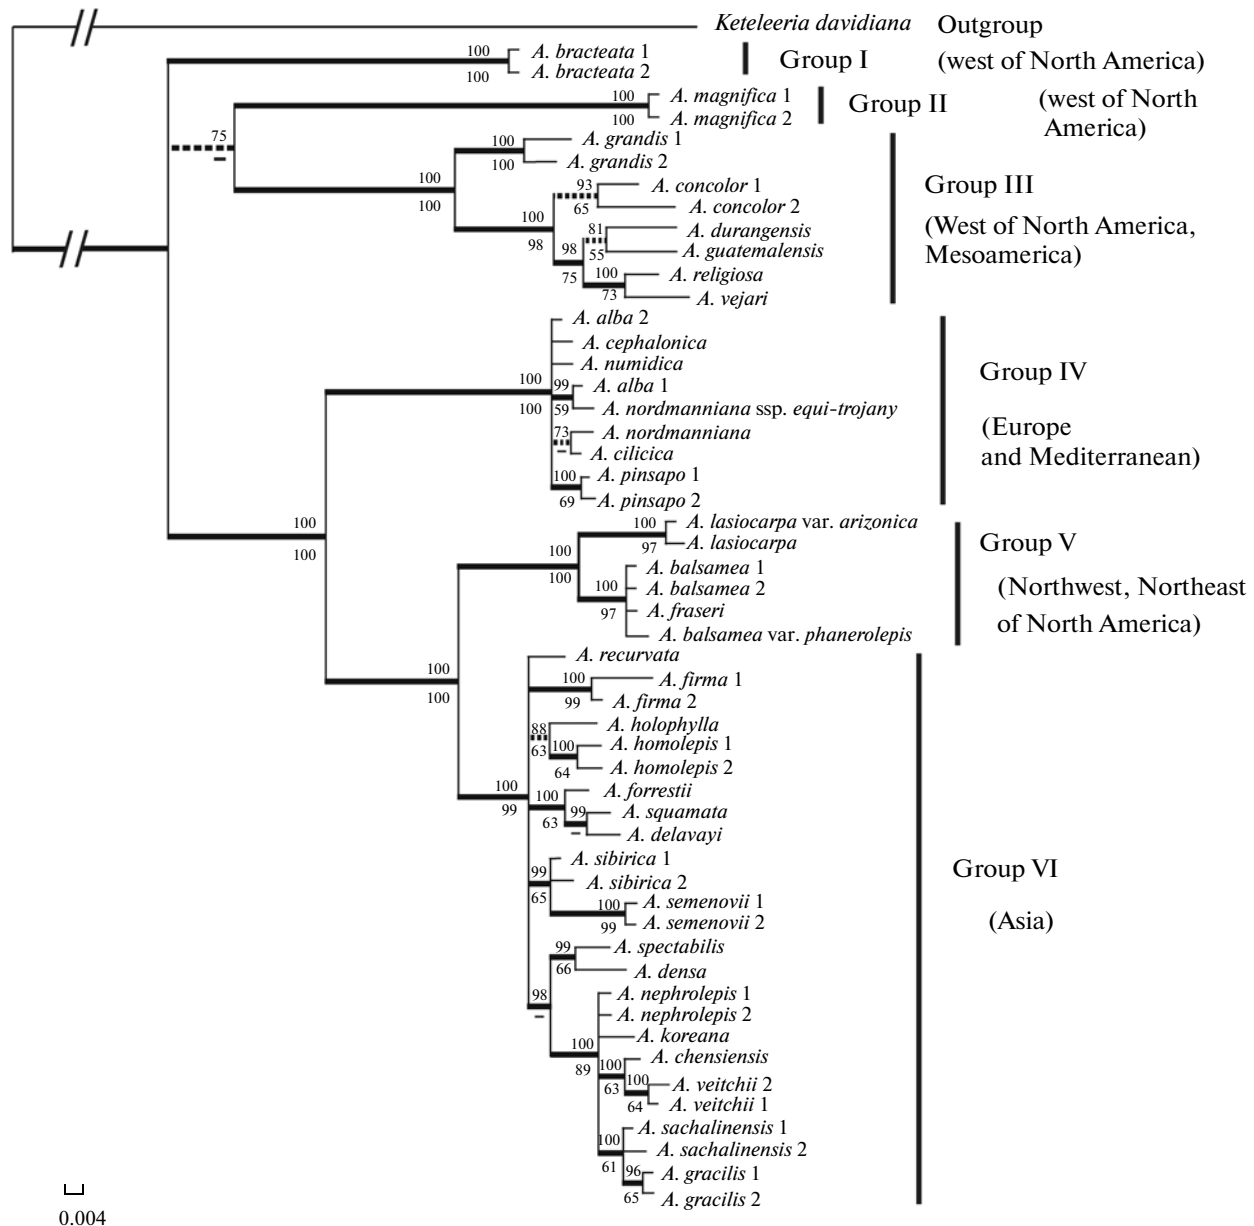 Keteleeria davidiana
Outgroup
100
A. bracteata 1
Group I
(west of North America)
100
A. bracteata 2
100
A. magnifica 1
Group II
(west of North
America)
100
A. magnifica 2
75
–
100
A. grandis 1
100
A. grandis 2
Group III
(West of North America,
Mesoamerica)
100
100
93
A. concolor 1
65
A. concolor 2
100
98
81
A. durangensis
55
A. guatemalensis
98
75
100
A. religiosa
73
A. vejari
A. alba 2
A. cephalonica
A. numidica
Group IV
(Europe
and Mediterranean)
100
100
99
A. alba 1
59
A. nordmanniana ssp. equi-trojany
73
A. nordmanniana
–
A. cilicica
100
A. pinsapo 1
69
A. pinsapo 2
100
100
100
A. lasiocarpa var. arizonica
97
A. lasiocarpa
Group V
(Northwest, Northeast
of North America)
100
100
A. balsamea 1
100
A. balsamea 2
97
A. fraseri
A. balsamea var. phanerolepis
100
100
A. recurvata
100
A. firma 1
99
A. firma 2
88
A. holophylla
63
100
A. homolepis 1
64
A. homolepis 2
100
99
100
A. forrestii
63
99
A. squamata
–
A. delavayi
Group VI
(Asia)
99
A. sibirica 1
65
A. sibirica 2
100
A. semenovii 1
99
A. semenovii 2
99
A. spectabilis
66
A. densa
98
–
A. nephrolepis 1
A. nephrolepis 2
A. koreana
100
89
100
A. chensiensis
63
100
A. veitchii 2
64
A. veitchii 1
100
A. sachalinensis 1
61
A. sachalinensis 2
96
A. gracilis 1
65
A. gracilis 2
0.004